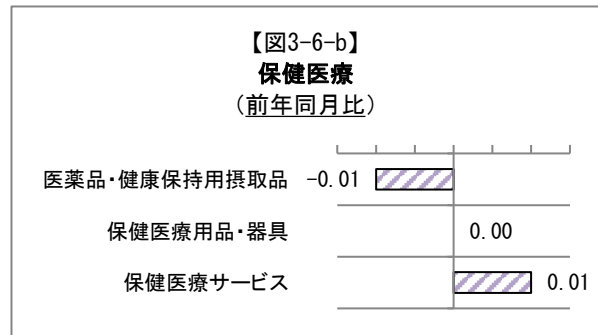 【図3-6-b】
保健医療
（前年同月比）
医薬品・健康保持用摂取品 -0.01
保健医療用品・器具 0.00
保健医療サービス 0.01